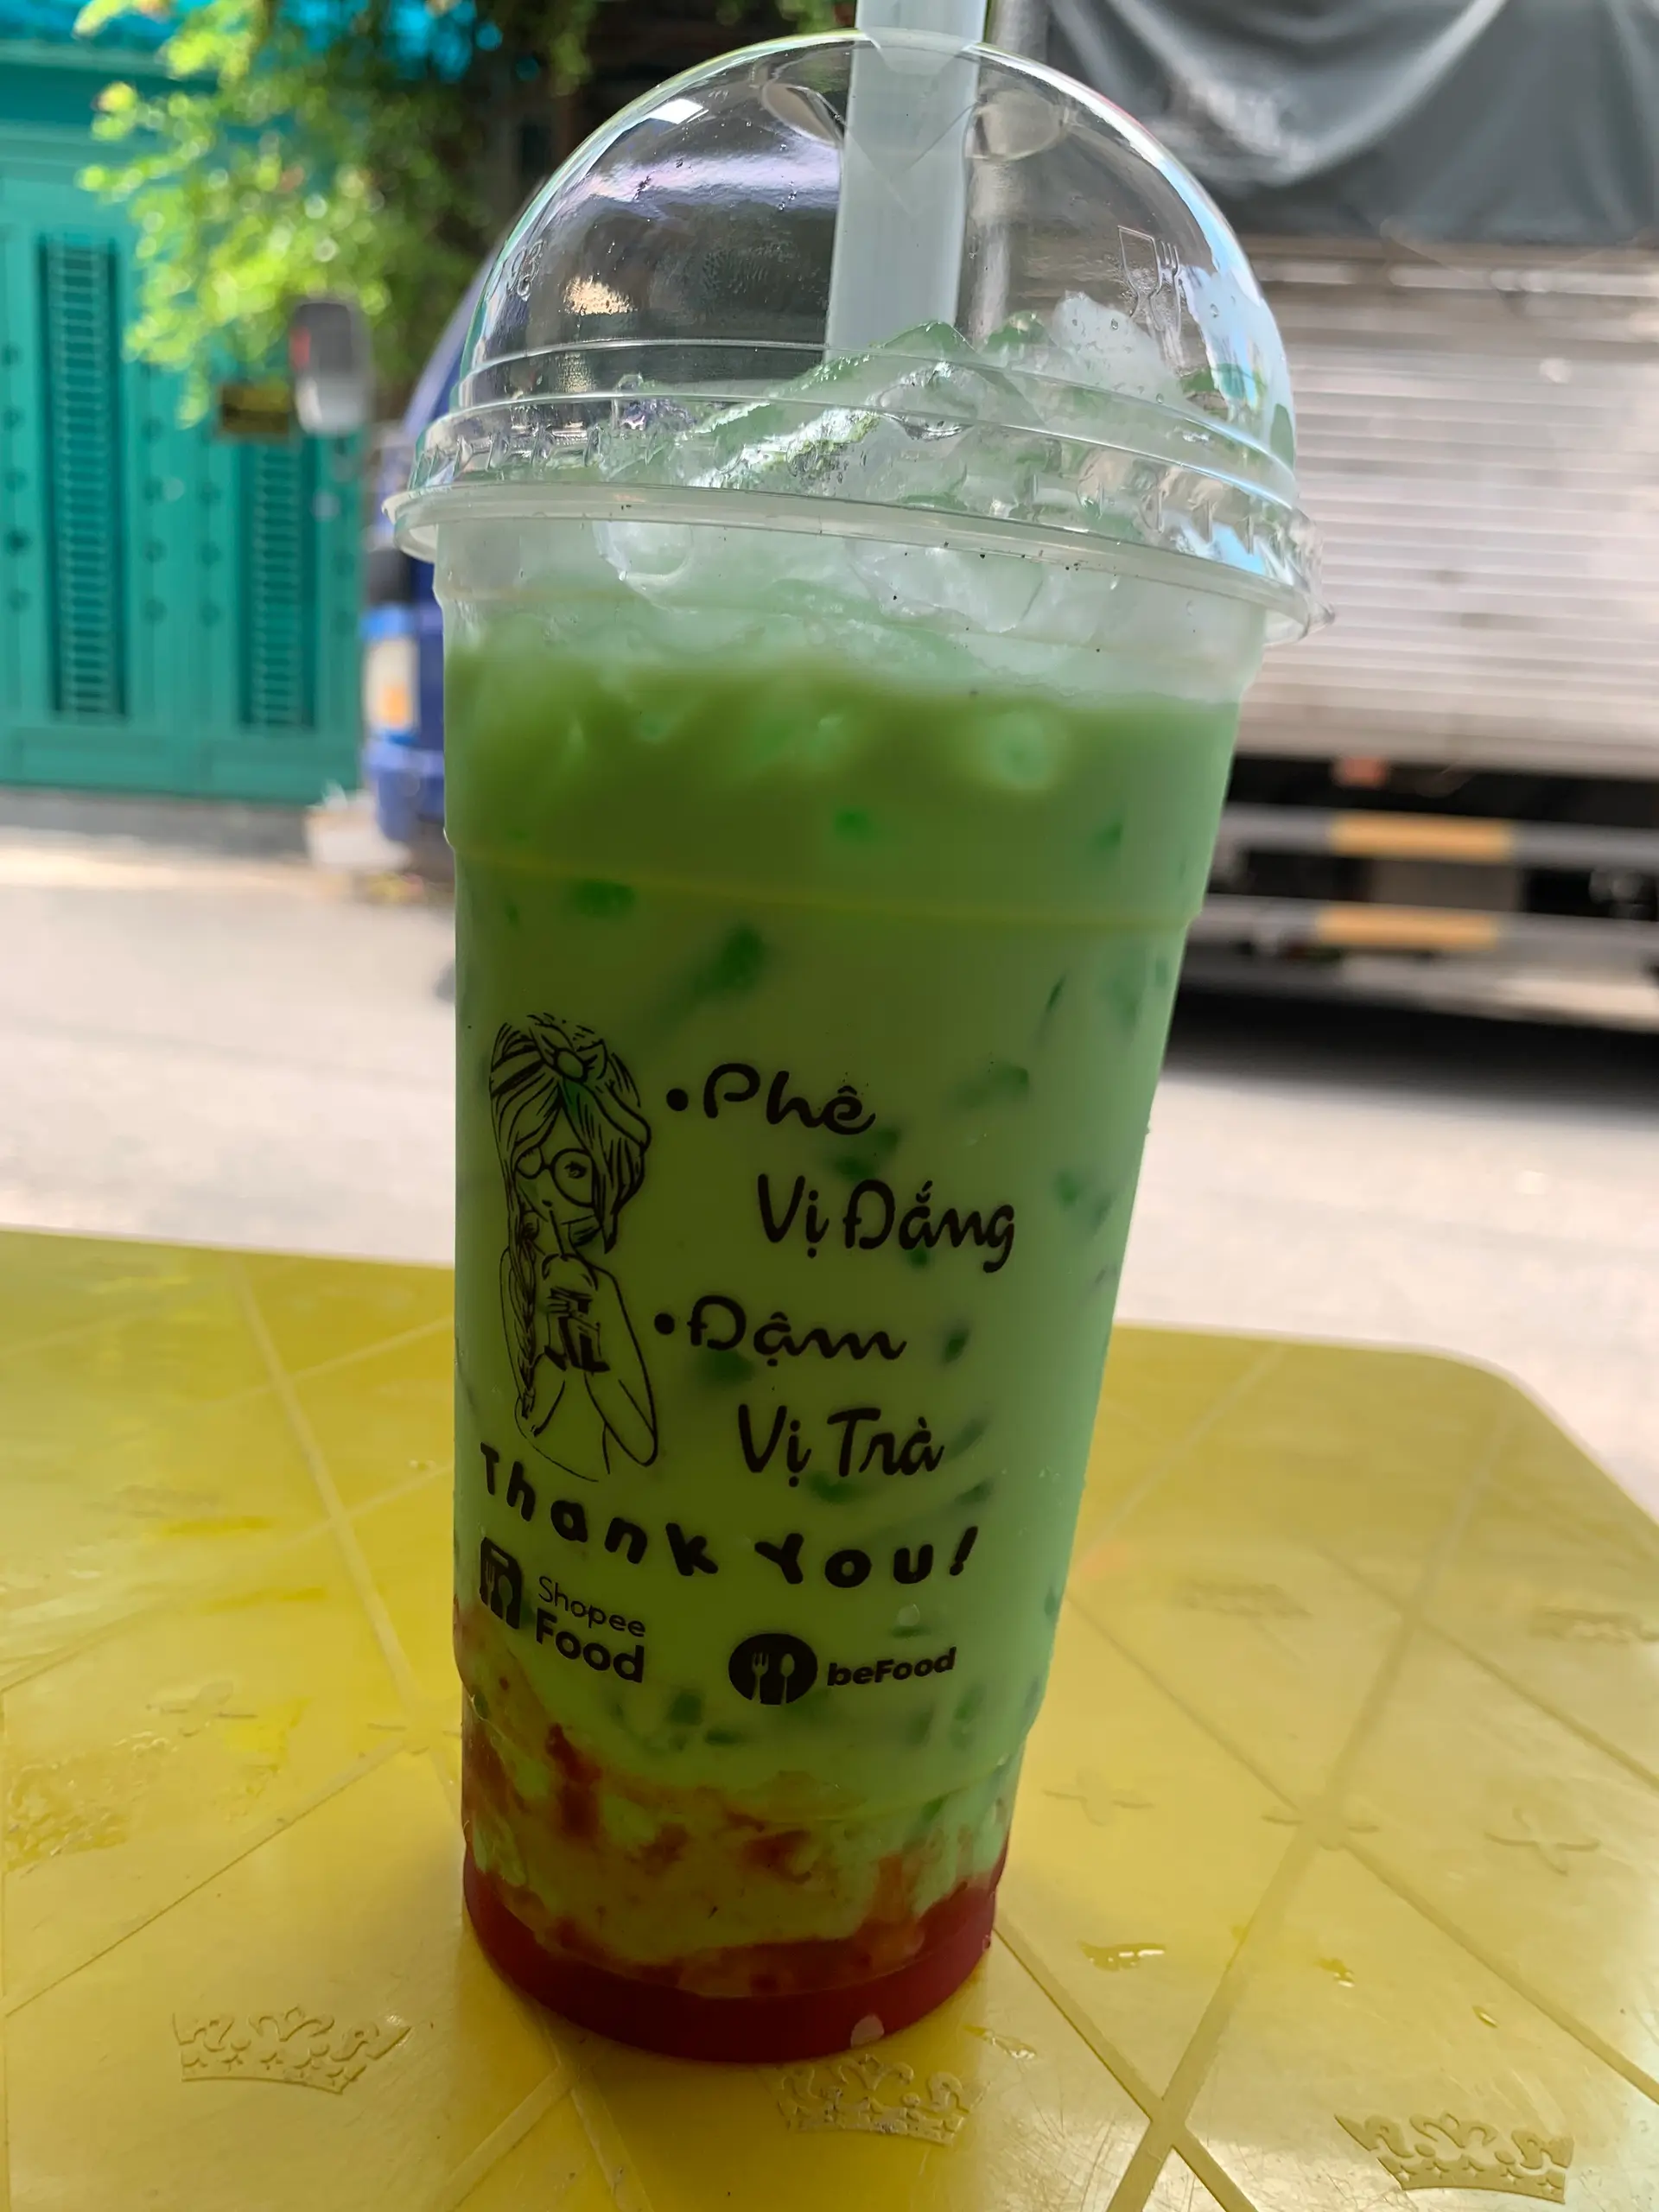 •Phê
Vị Đắng
•Đậm
Vị Trà
Thank You!
Shopee
Food
beFood